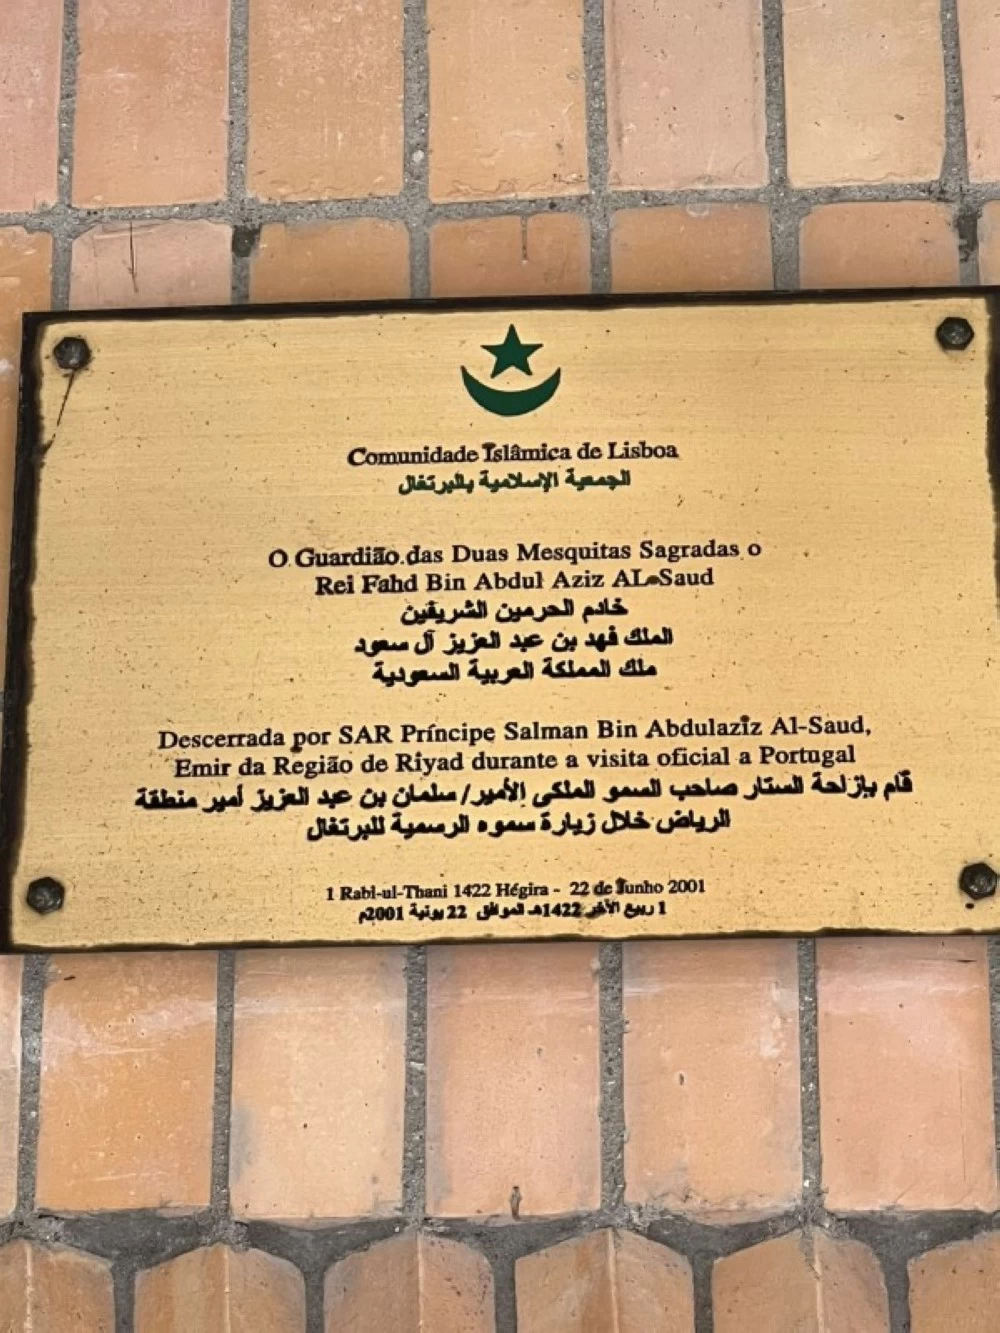 Comunidade Islâmica de Lisboa
الجمعية الإسلامية بالبرتغال
O Guardião das Duas Mesquitas Sagradas o
Rei Fahd Bin Abdul Aziz AL-Saud
خادم الحرمين الشريفين
الملك فهد بن عبد العزيز آل سعود
ملك المملكة العربية السعودية
Descerrada por SAR Príncipe Salman Bin Abdulaziz Al-Saud,
Emir da Região de Riyad durante a visita oficial a Portugal
قام بإزاحة الستار صاحب السمو الملكي الأمير/ سلمان بن عبد العزيز أمير منطقة
الرياض خلال زيارة سموه الرسمية للبرتغال
1 Rabi-ul-Thani 1422 Hégira - 22 de Junho 2001
1 ربيع الآخر 1422هـ الموافق 22 يونية 2001م